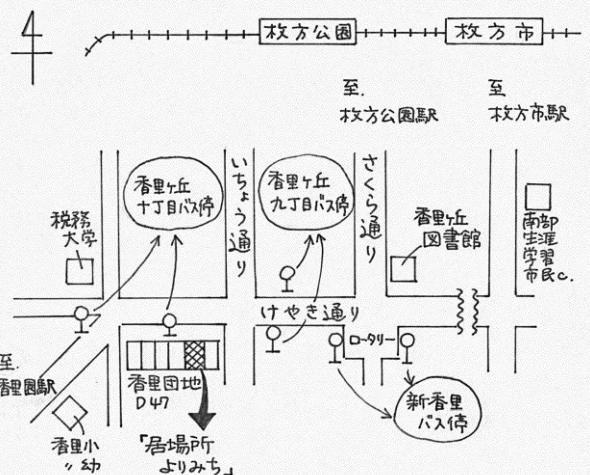 枚方公園
枚方市
至.
枚方公園駅
至
枚方市駅
香里ヶ丘
十丁目バス停
いちょう通り
香里ヶ丘
九丁目バス停
さくら通り
税務
大学
香里ヶ丘
図書館
南部
生涯
学習
市民c.
けやき通り
ロータリー
至.
香里園駅
香里団地
D47
新香里
バス停
香里小
〃幼
「居場所
よりみち」